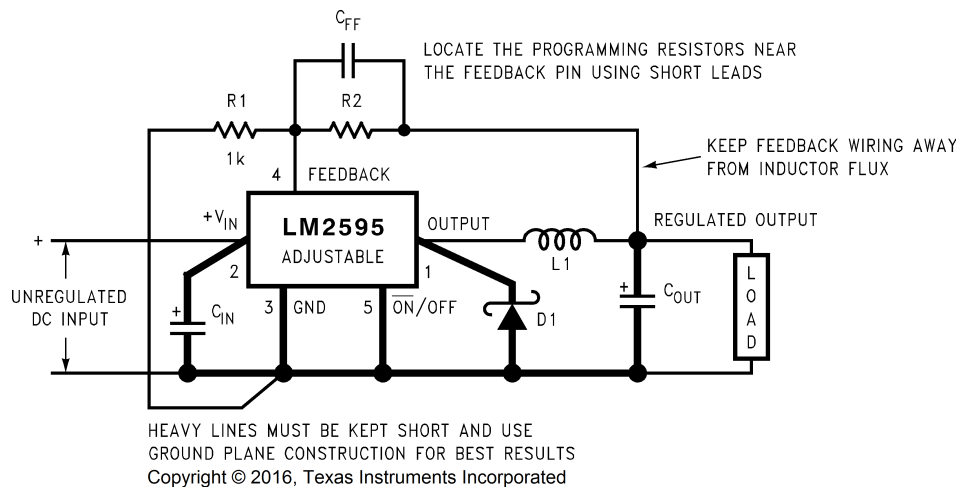 C_FF
LOCATE THE PROGRAMMING RESISTORS NEAR
THE FEEDBACK PIN USING SHORT LEADS
R1
R2
1k
KEEP FEEDBACK WIRING AWAY
FROM INDUCTOR FLUX
4 FEEDBACK
+V_IN
LM2595
ADJUSTABLE
OUTPUT
REGULATED OUTPUT
+
2
1
L1
UNREGULATED
DC INPUT
+
C_IN
3 GND
5 O̅N̅/OFF
D1
+
C_OUT
LOAD
HEAVY LINES MUST BE KEPT SHORT AND USE
GROUND PLANE CONSTRUCTION FOR BEST RESULTS
Copyright © 2016, Texas Instruments Incorporated